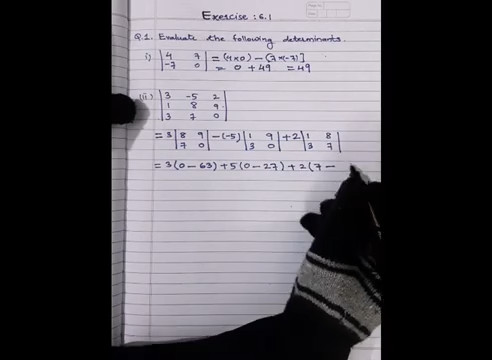 Exercise : 6.1
Q.1. Evaluate the following determinants.
i) | 4 7 | = (4×0) – (7×(-7)]
| -7 0 | = 0 + 49 = 49
(ii) | 3 -5 2 |
| 1 8 9 |
| 3 7 0 |
= 3 | 8 9 | – (-5) | 1 9 | + 2 | 1 8 |
| 7 0 | | 3 0 | | 3 7 |
= 3(0 – 63) + 5(0 – 27) + 2(7 –